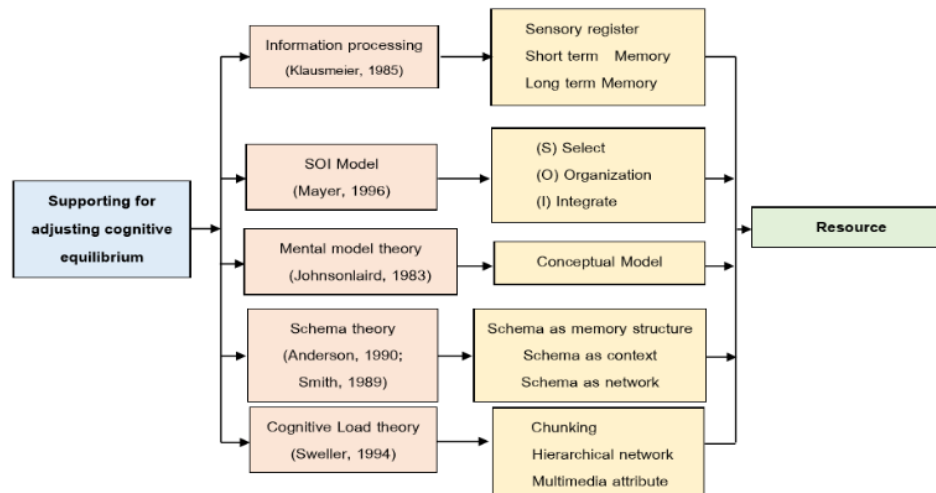 Supporting for
adjusting cognitive
equilibrium
Information processing
(Klausmeier, 1985)
Sensory register
Short term Memory
Long term Memory
SOI Model
(Mayer, 1996)
(S) Select
(O) Organization
(I) Integrate
Mental model theory
(Johnsonlaird, 1983)
Conceptual Model
Schema theory
(Anderson, 1990;
Smith, 1989)
Schema as memory structure
Schema as context
Schema as network
Cognitive Load theory
(Sweller, 1994)
Chunking
Hierarchical network
Multimedia attribute
Resource